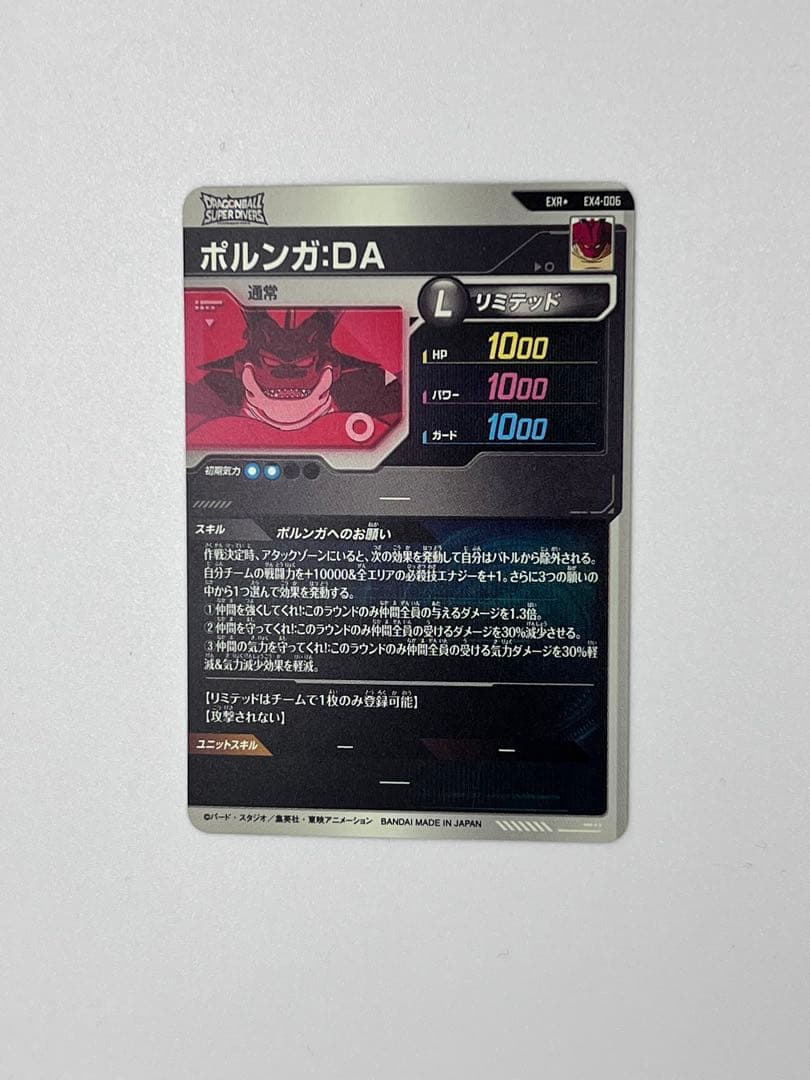 DRAGONBALL
SUPER DIVERS
EXR★ EX4-006
ポルンガ:DA
通常
L リミテッド
HP 1000
パワー 1000
ガード 1000
初期気力
スキル ポルンガへのお願い
作戦決定時、アタックゾーンにいると、次の効果を発動して自分はバトルから除外される。
自分チームの戦闘力を+10000&全エリアの必殺技エナジーを+1。さらに3つの願いの
中から1つ選んで効果を発動する。
①仲間を強くしてくれ!:このラウンドのみ仲間全員の与えるダメージを1.3倍。
②仲間を守ってくれ!:このラウンドのみ仲間全員の受けるダメージを30%減少させる。
③仲間の気力を守ってくれ!:このラウンドのみ仲間全員の受ける気力ダメージを30%軽
減&気力減少効果を軽減。
【リミテッドはチームで1枚のみ登録可能】
【攻撃されない】
ユニットスキル ー ー
©バード・スタジオ/集英社・東映アニメーション BANDAI MADE IN JAPAN